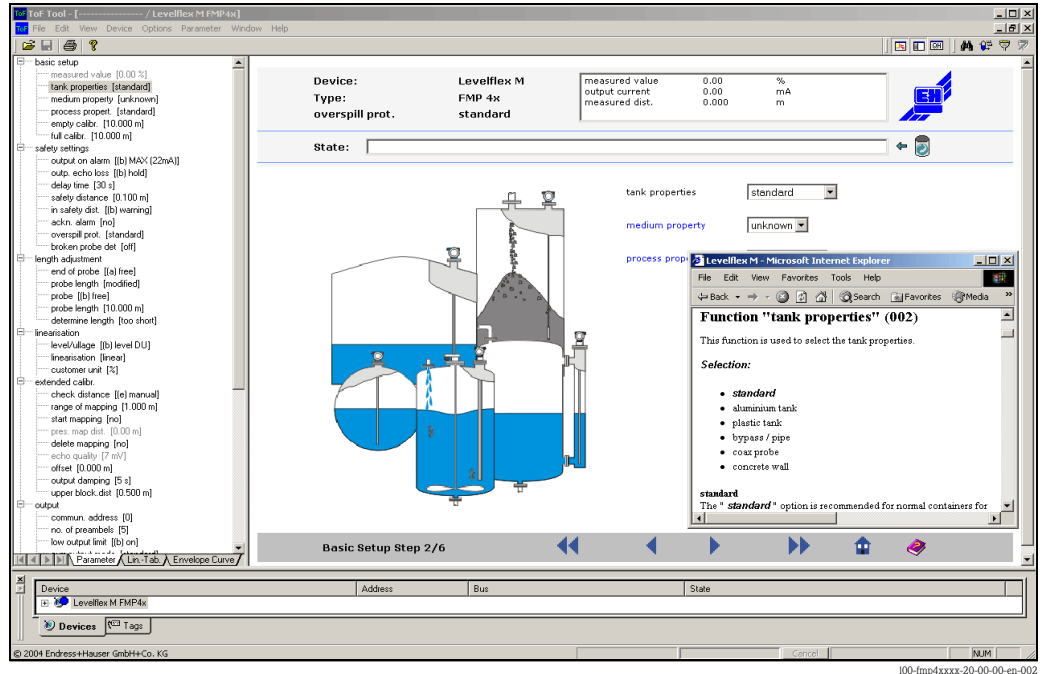 ToF Tool - [---------------- / Levelflex M FMP4x]
File Edit View Device Options Parameter Window Help
basic setup
measured value [0.00 %]
tank properties [standard]
medium property [unknown]
process propert. [standard]
empty calibr. [10.000 m]
full calibr. [10.000 m]
safety settings
output on alarm [(b) MAX (22mA)]
outp. echo loss [(b) hold]
delay time [30 s]
safety distance [0.100 m]
in safety dist. [(b) warning]
ackn. alarm [no]
overspill prot. [standard]
broken probe det [off]
length adjustment
end of probe [(a) free]
probe length [modified]
probe [(b) free]
probe length [10.000 m]
determine length [too short]
linearisation
level/ullage [(b) level DU]
linearisation [linear]
customer unit [%]
extended calibr.
check distance [(e) manual]
range of mapping [1.000 m]
start mapping [no]
pres. map dist. [0.00 m]
delete mapping [no]
echo quality [7 mV]
offset [0.000 m]
output damping [5 s]
upper block.dist [0.500 m]
output
commun. address [0]
no. of preambels [5]
low output limit [(b) on]
Parameter Lin.-Tab. Envelope Curve
Device: Levelflex M
Type: FMP 4x
overspill prot. standard
measured value 0.00 %
output current 0.00 mA
measured dist. 0.000 m
EH
State:
tank properties standard
medium property unknown
process prop
Levelflex M - Microsoft Internet Explorer
File Edit View Favorites Tools Help
Back Search Favorites Media »
Function "tank properties" (002)
This function is used to select the tank properties.
Selection:
• standard
• aluminium tank
• plastic tank
• bypass / pipe
• coax probe
• concrete wall
standard
The " standard " option is recommended for normal containers for
Basic Setup Step 2/6
Device Address Bus State
Levelflex M FMP4x
Devices Tags
© 2004 Endress+Hauser GmbH+Co. KG Cancel NUM
l00-fmp4xxxx-20-00-00-en-002